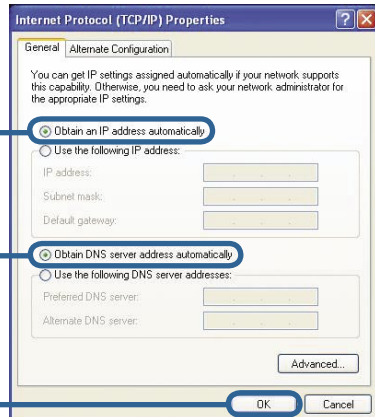 Internet Protocol (TCP/IP) Properties
General
Alternate Configuration
You can get IP settings assigned automatically if your network supports
this capability. Otherwise, you need to ask your network administrator for
the appropriate IP settings.
Obtain an IP address automatically
Use the following IP address:
IP address:
Subnet mask:
Default gateway:
Obtain DNS server address automatically
Use the following DNS server addresses:
Preferred DNS server:
Alternate DNS server:
Advanced...
OK
Cancel